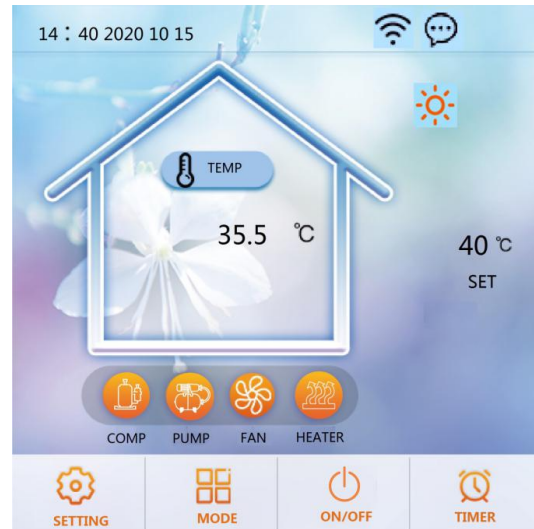 14：40 2020 10 15
TEMP
35.5 ℃
40 ℃
SET
COMP PUMP FAN HEATER
SETTING MODE ON/OFF TIMER